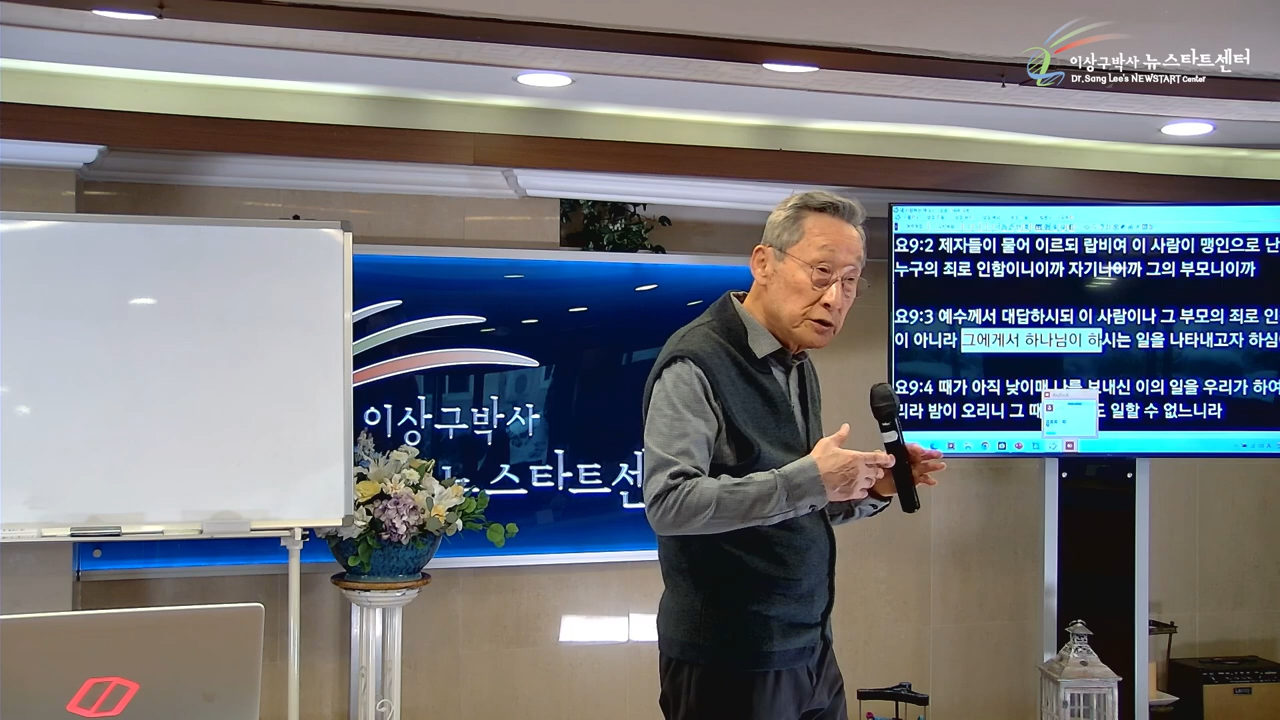 이상구박사 뉴스타트센터
Dr. Sang Lee's NEWSTART Center
요9:2 제자들이 물어 이르되 랍비여 이 사람이 맹인으로 난
누구의 죄로 인함이니이까 자기니이까 그의 부모니이까
요9:3 예수께서 대답하시되 이 사람이나 그 부모의 죄로 인
이 아니라 그에게서 하나님이 하시는 일을 나타내고자 하심
요9:4 때가 아직 낮이매 나를 보내신 이의 일을 우리가 하여
리라 밤이 오리니 그 때 도 일할 수 없느니라
이상구박사
뉴스타트센